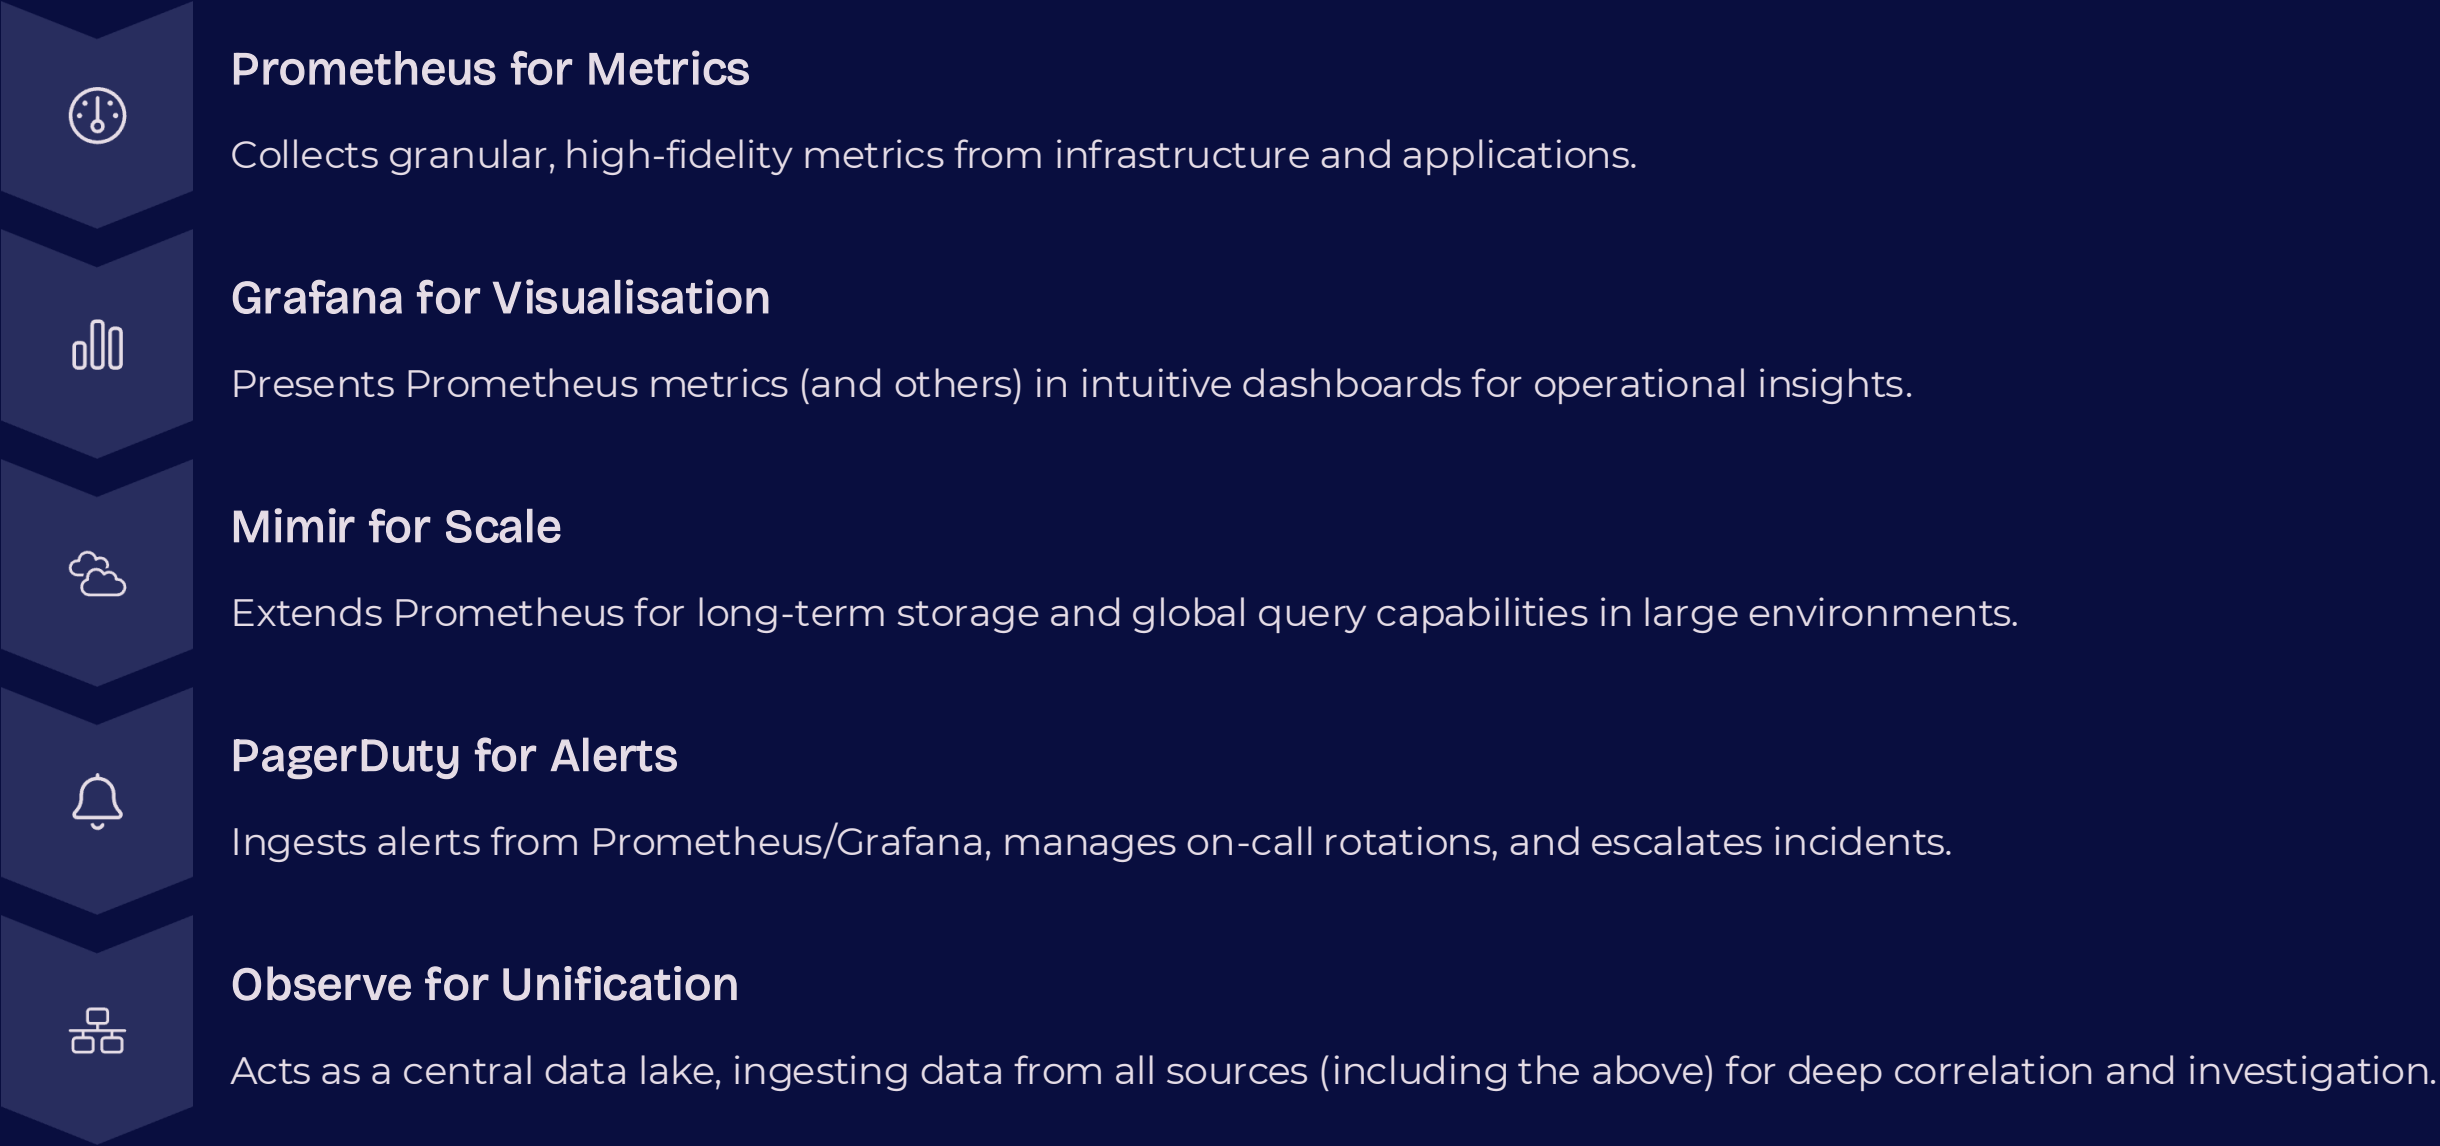 Prometheus for Metrics
Collects granular, high-fidelity metrics from infrastructure and applications.
Grafana for Visualisation
Presents Prometheus metrics (and others) in intuitive dashboards for operational insights.
Mimir for Scale
Extends Prometheus for long-term storage and global query capabilities in large environments.
PagerDuty for Alerts
Ingests alerts from Prometheus/Grafana, manages on-call rotations, and escalates incidents.
Observe for Unification
Acts as a central data lake, ingesting data from all sources (including the above) for deep correlation and investigation.